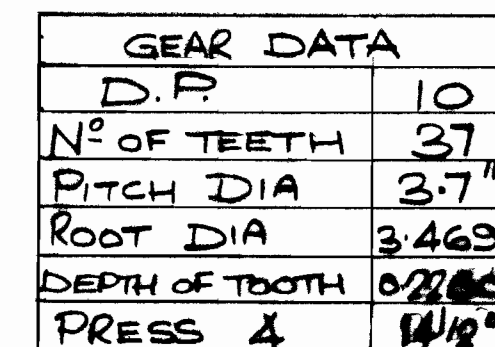 GEAR DATA
D.P. 10
Nº OF TEETH 37
PITCH DIA 3.7"
ROOT DIA 3.469
DEPTH OF TOOTH
PRESS ∡